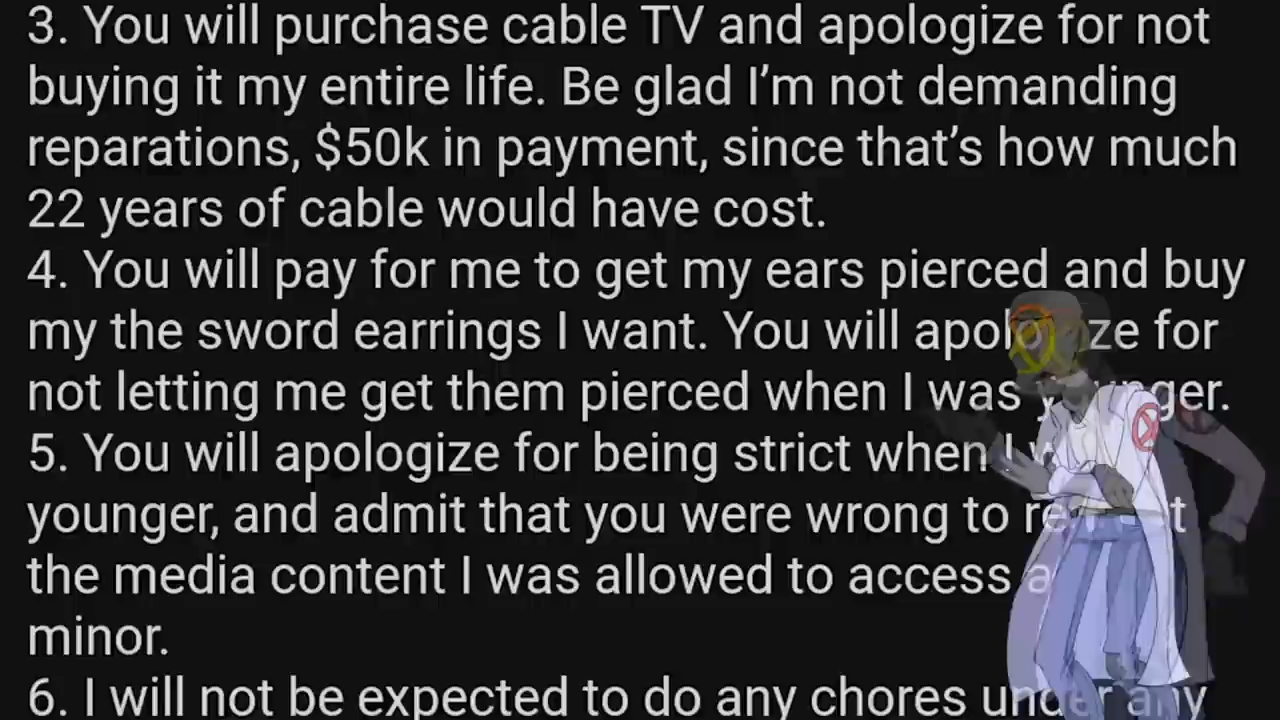 3. You will purchase cable TV and apologize for not
buying it my entire life. Be glad I’m not demanding
reparations, $50k in payment, since that’s how much
22 years of cable would have cost.
4. You will pay for me to get my ears pierced and buy
my the sword earrings I want. You will apologize for
not letting me get them pierced when I was younger.
5. You will apologize for being strict when I
younger, and admit that you were wrong to
the media content I was allowed to access
minor.
6. I will not be expected to do any chores under any